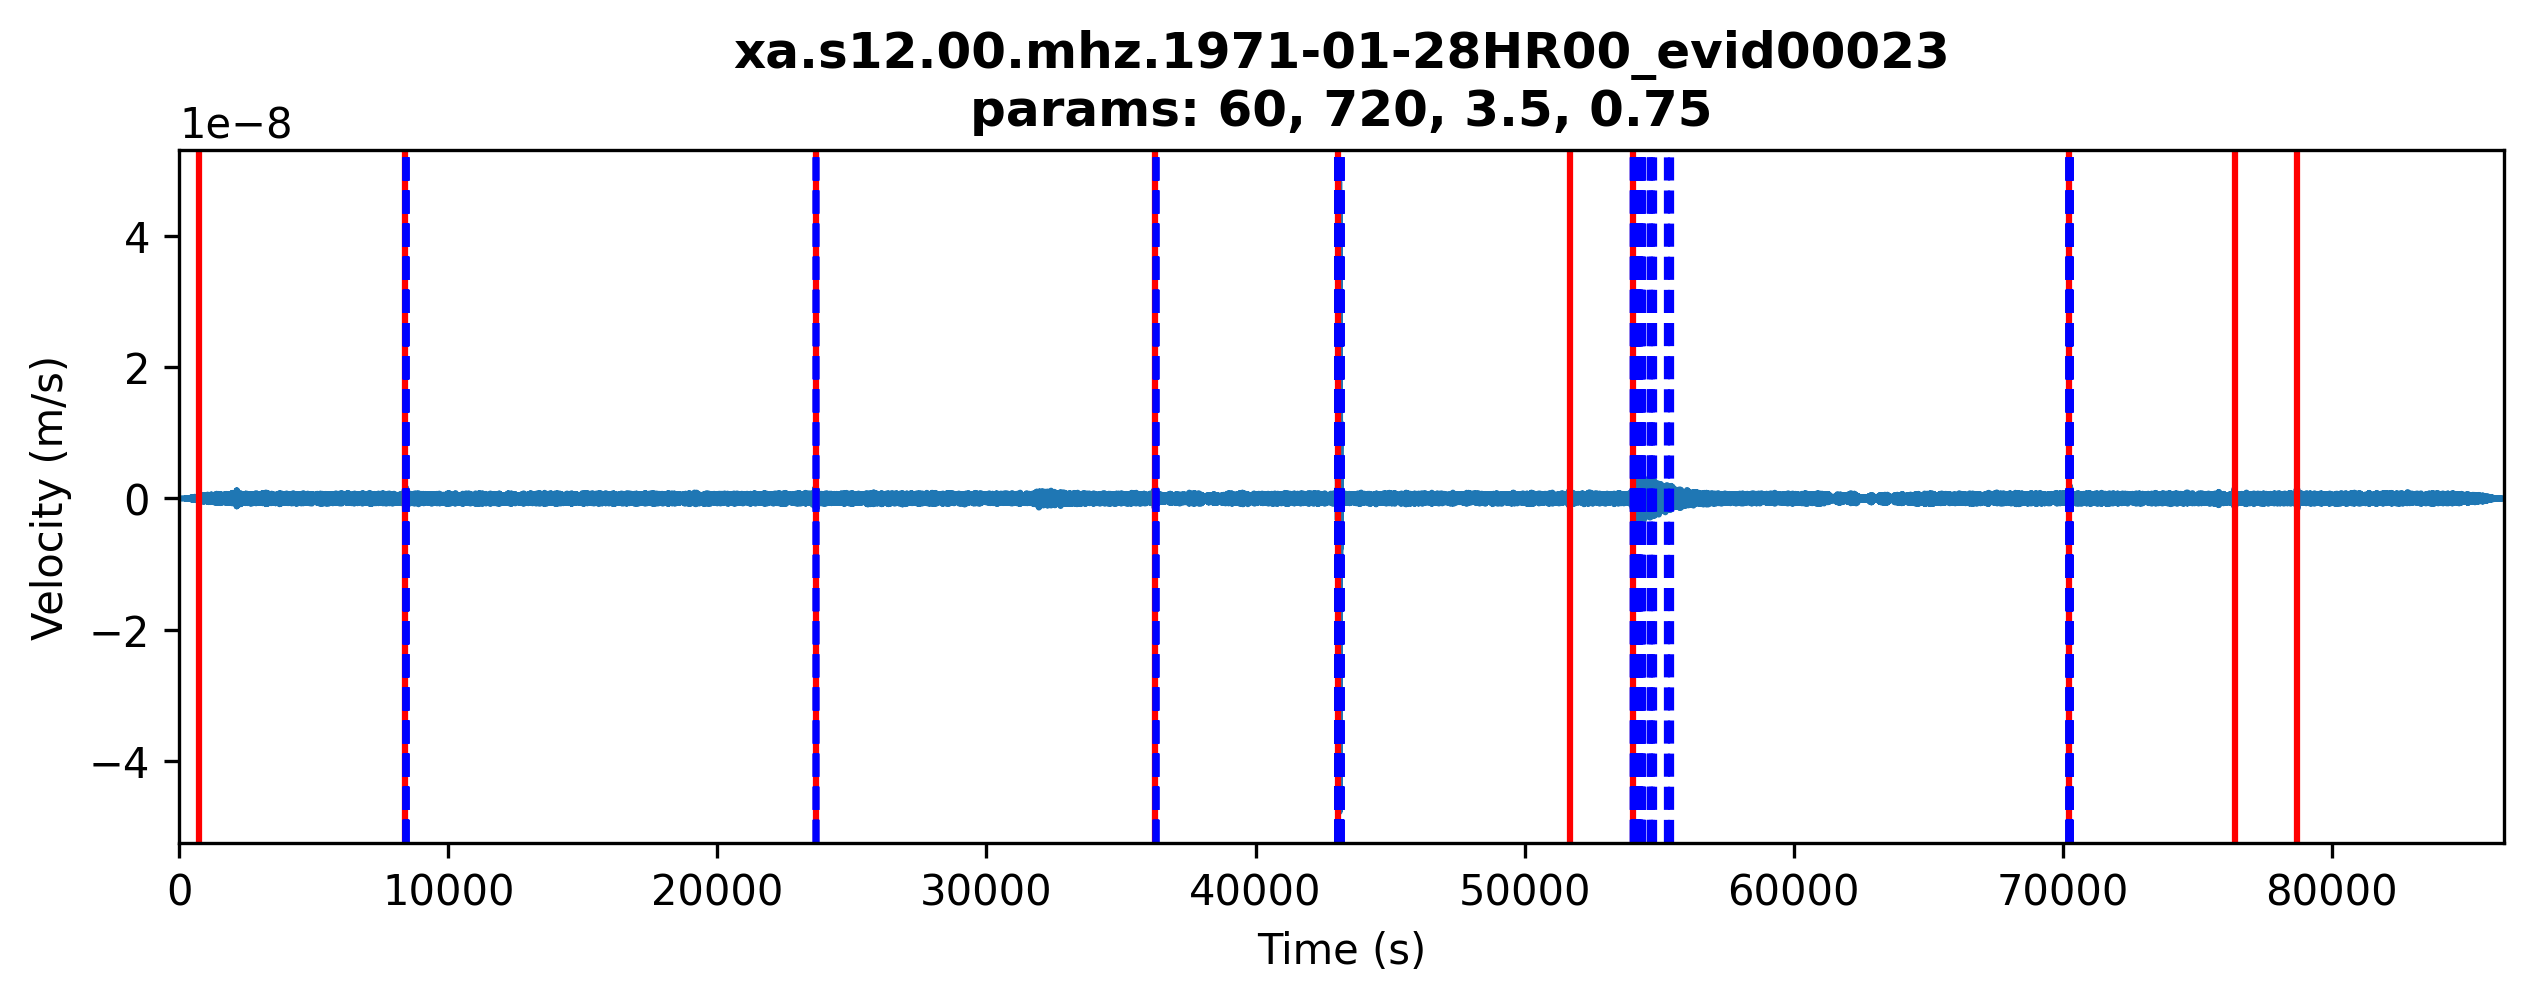 xa.s12.00.mhz.1971-01-28HR00_evid00023
params: 60, 720, 3.5, 0.75
1e−8
4
2
0
−2
−4
Velocity (m/s)
0 10000 20000 30000 40000 50000 60000 70000 80000
Time (s)